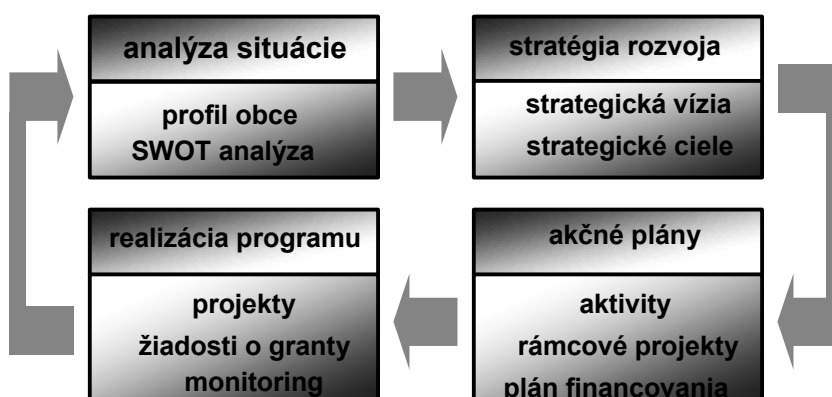 analýza situácie
profil obce
SWOT analýza
stratégia rozvoja
strategická vízia
strategické ciele
akčné plány
aktivity
rámcové projekty
plán financovania
realizácia programu
projekty
žiadosti o granty
monitoring